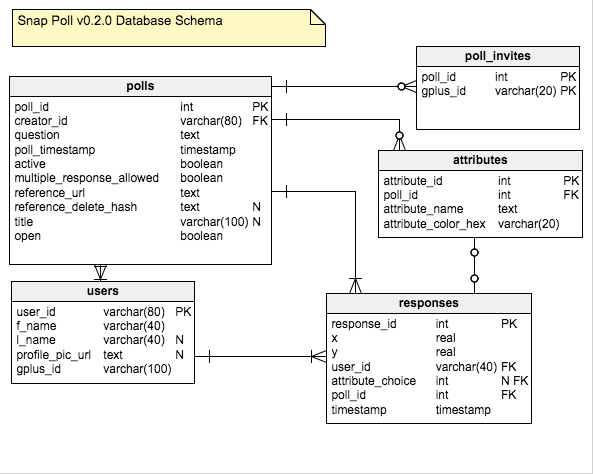 Snap Poll v0.2.0 Database Schema
polls
poll_id int PK
creator_id varchar(80) FK
question text
poll_timestamp timestamp
active boolean
multiple_response_allowed boolean
reference_url text
reference_delete_hash text N
title varchar(100) N
open boolean
poll_invites
poll_id int PK
gplus_id varchar(20) PK
attributes
attribute_id int PK
poll_id int FK
attribute_name text
attribute_color_hex varchar(20)
users
user_id varchar(80) PK
f_name varchar(40)
l_name varchar(40) N
profile_pic_url text N
gplus_id varchar(100)
responses
response_id int PK
x real
y real
user_id varchar(40) FK
attribute_choice int N FK
poll_id int FK
timestamp timestamp